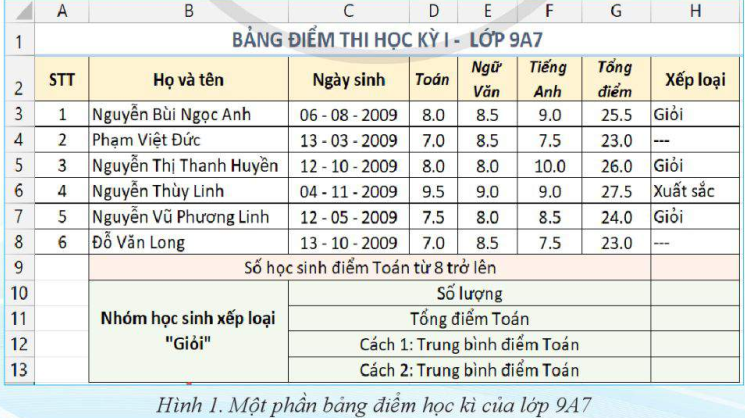 A B C D E F G H
1 BẢNG ĐIỂM THI HỌC KỲ I - LỚP 9A7
2 STT Họ và tên Ngày sinh Toán Ngữ Văn Tiếng Anh Tổng điểm Xếp loại
3 1 Nguyễn Bùi Ngọc Anh 06 - 08 - 2009 8.0 8.5 9.0 25.5 Giỏi
4 2 Phạm Việt Đức 13 - 03 - 2009 7.0 8.5 7.5 23.0 ---
5 3 Nguyễn Thị Thanh Huyền 12 - 10 - 2009 8.0 8.0 10.0 26.0 Giỏi
6 4 Nguyễn Thùy Linh 04 - 11 - 2009 9.5 9.0 9.0 27.5 Xuất sắc
7 5 Nguyễn Vũ Phương Linh 12 - 05 - 2009 7.5 8.0 8.5 24.0 Giỏi
8 6 Đỗ Văn Long 13 - 10 - 2009 7.0 8.5 7.5 23.0 ---
9 Số học sinh điểm Toán từ 8 trở lên
10 Số lượng
11 Nhóm học sinh xếp loại Tổng điểm Toán
12 "Giỏi" Cách 1: Trung bình điểm Toán
13 Cách 2: Trung bình điểm Toán
Hình 1. Một phần bảng điểm học kì của lớp 9A7